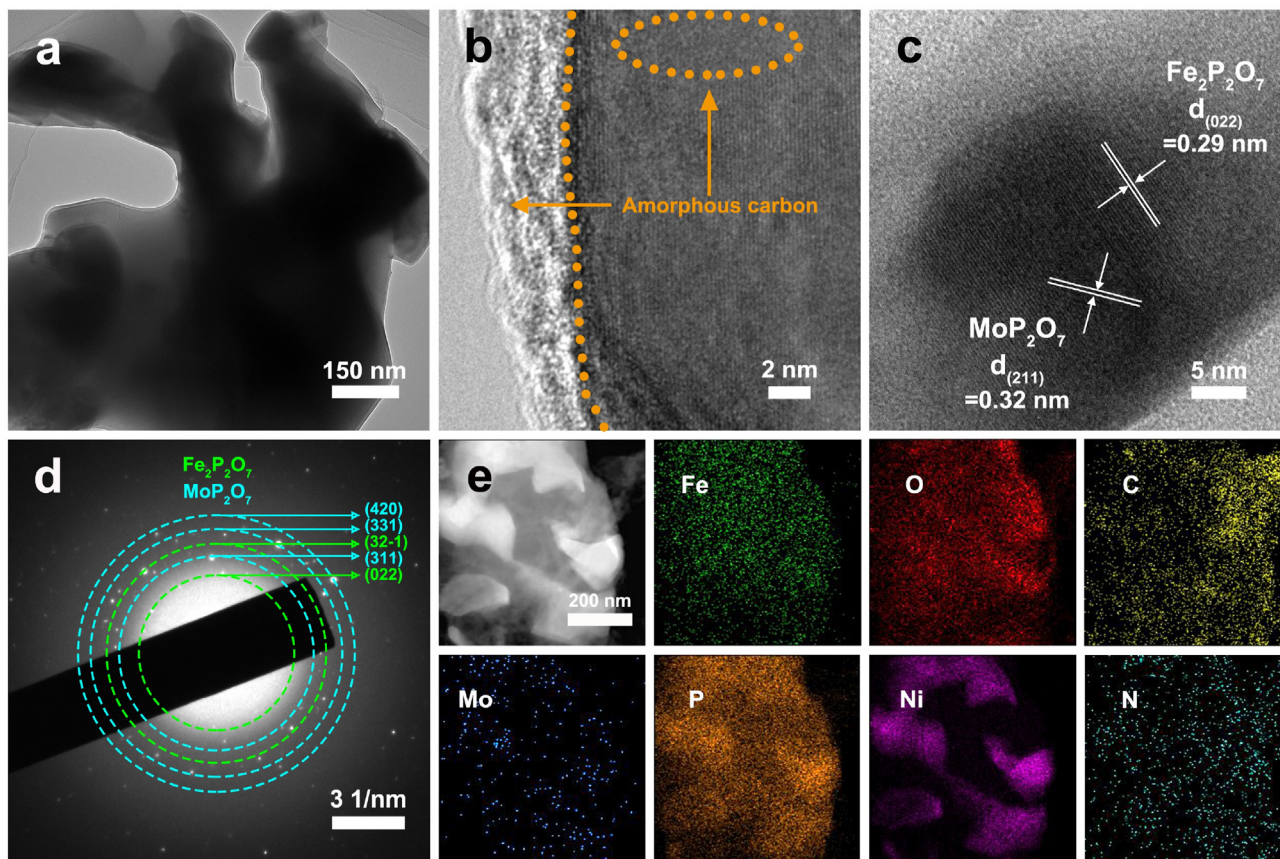 a
150 nm
b
Amorphous carbon
2 nm
c
Fe₂P₂O₇
d₍₀₂₂₎
=0.29 nm
MoP₂O₇
d₍₂₁₁₎
=0.32 nm
5 nm
d
Fe₂P₂O₇
MoP₂O₇
(420)
(331)
(32-1)
(311)
(022)
3 1/nm
e
200 nm
Fe
O
C
Mo
P
Ni
N